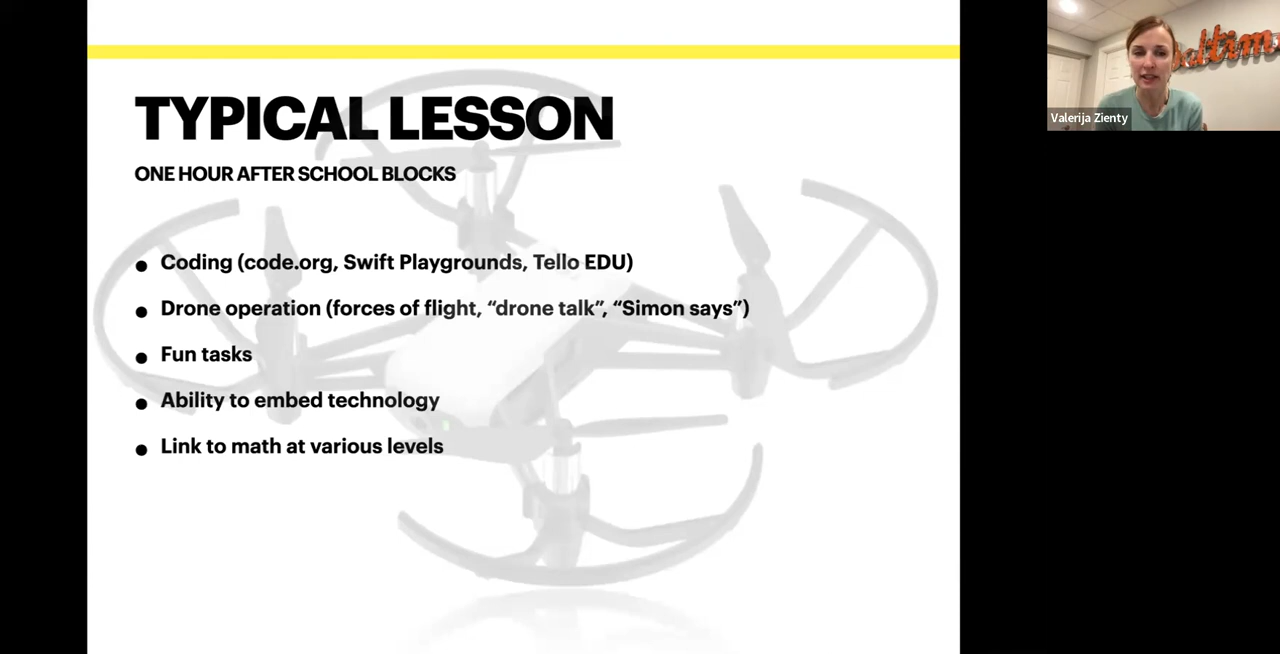 TYPICAL LESSON
ONE HOUR AFTER SCHOOL BLOCKS
• Coding (code.org, Swift Playgrounds, Tello EDU)
• Drone operation (forces of flight, “drone talk”, “Simon says”)
• Fun tasks
• Ability to embed technology
• Link to math at various levels
Valerija Zienty